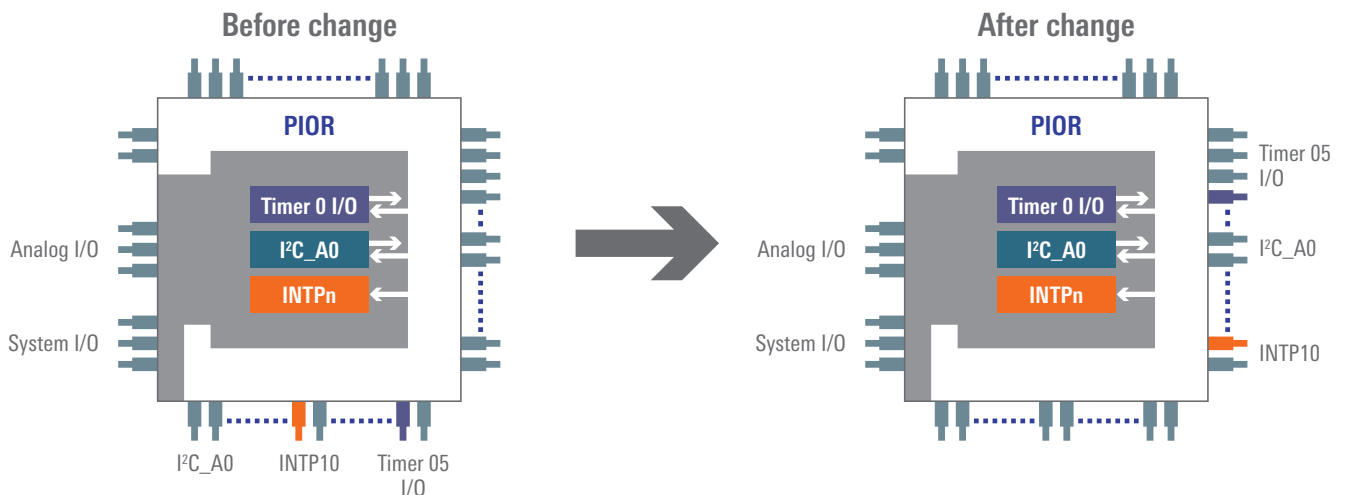 Before change
PIOR
Timer 0 I/O
I²C_A0
INTPn
Analog I/O
System I/O
I²C_A0
INTP10
Timer 05
I/O
After change
PIOR
Timer 0 I/O
I²C_A0
INTPn
Analog I/O
System I/O
Timer 05
I/O
I²C_A0
INTP10